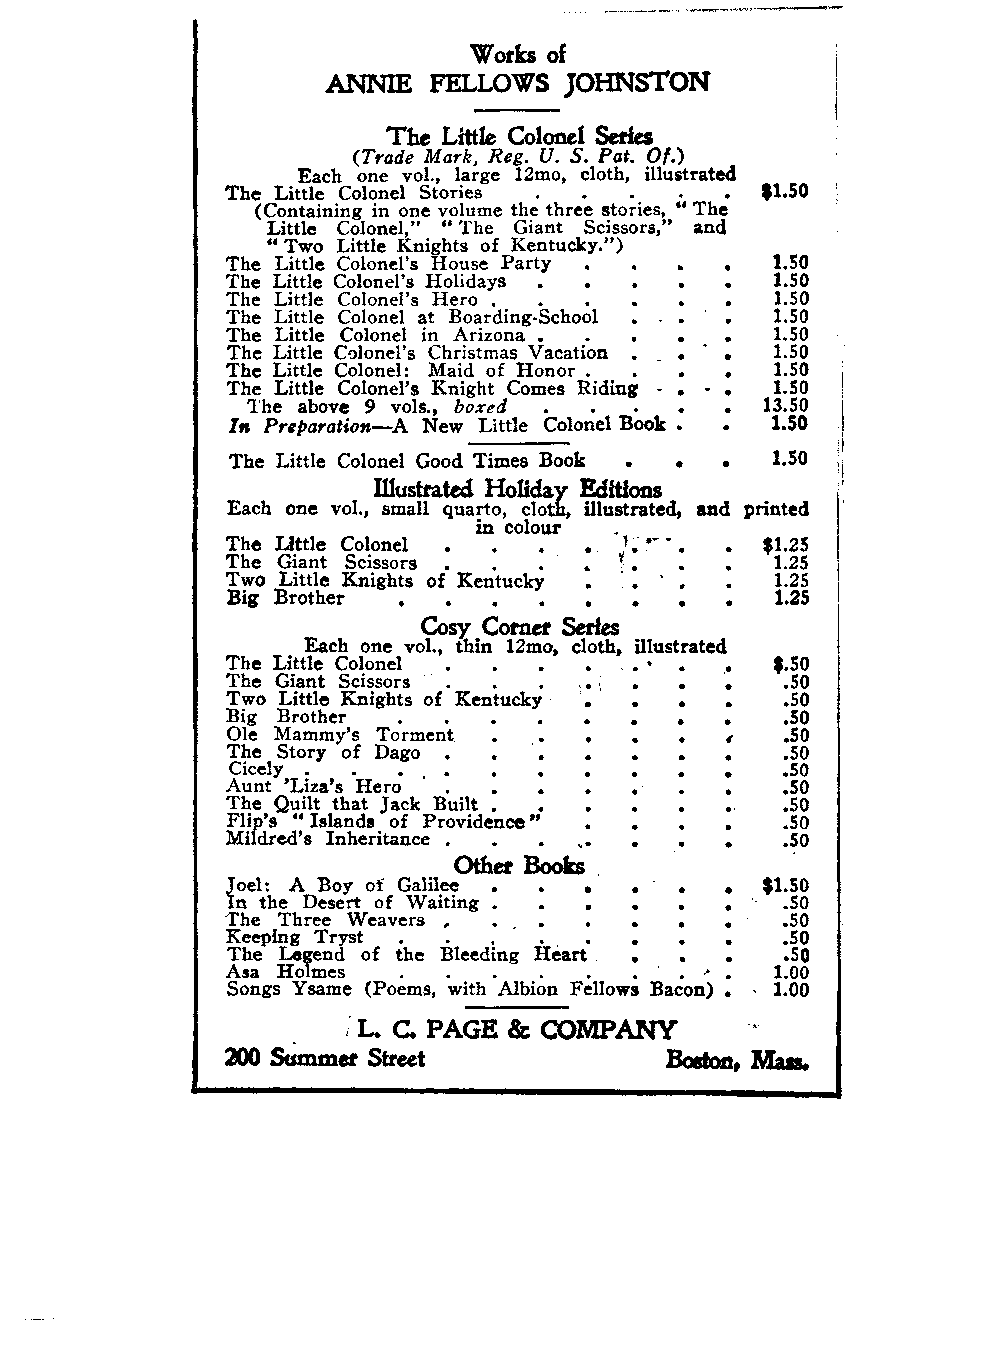 Works of
ANNIE FELLOWS JOHNSTON
The Little Colonel Series
(Trade Mark, Reg. U. S. Pat. Of.)
Each one vol., large 12mo, cloth, illustrated
The Little Colonel Stories . . . . . $1.50
(Containing in one volume the three stories, “ The
Little Colonel,” “ The Giant Scissors,” and
“ Two Little Knights of Kentucky.”)
The Little Colonel's House Party . . . . 1.50
The Little Colonel's Holidays . . . . . 1.50
The Little Colonel's Hero . . . . . . 1.50
The Little Colonel at Boarding-School . . . 1.50
The Little Colonel in Arizona . . . . . 1.50
The Little Colonel's Christmas Vacation . . . 1.50
The Little Colonel: Maid of Honor . . . . 1.50
The Little Colonel's Knight Comes Riding . . 1.50
The above 9 vols., boxed . . . . . 13.50
In Preparation—A New Little Colonel Book . . 1.50
The Little Colonel Good Times Book . . . 1.50
Illustrated Holiday Editions
Each one vol., small quarto, cloth, illustrated, and printed
in colour
The Little Colonel . . . . . . . $1.25
The Giant Scissors . . . . . . . 1.25
Two Little Knights of Kentucky . . . . 1.25
Big Brother . . . . . . . . 1.25
Cosy Corner Series
Each one vol., thin 12mo, cloth, illustrated
The Little Colonel . . . . . . . $.50
The Giant Scissors . . . . . . . .50
Two Little Knights of Kentucky . . . . .50
Big Brother . . . . . . . . .50
Ole Mammy's Torment . . . . . . .50
The Story of Dago . . . . . . . .50
Cicely . . . . . . . . . . .50
Aunt 'Liza's Hero . . . . . . . .50
The Quilt that Jack Built . . . . . . .50
Flip's “ Islands of Providence ” . . . . .50
Mildred's Inheritance . . . . . . . .50
Other Books
Joel: A Boy of Galilee . . . . . . $1.50
In the Desert of Waiting . . . . . . .50
The Three Weavers . . . . . . . .50
Keeping Tryst . . . . . . . . .50
The Legend of the Bleeding Heart . . . .50
Asa Holmes . . . . . . . . 1.00
Songs Ysame (Poems, with Albion Fellows Bacon) . 1.00
L. C. PAGE & COMPANY
200 Summer Street Boston, Mass.